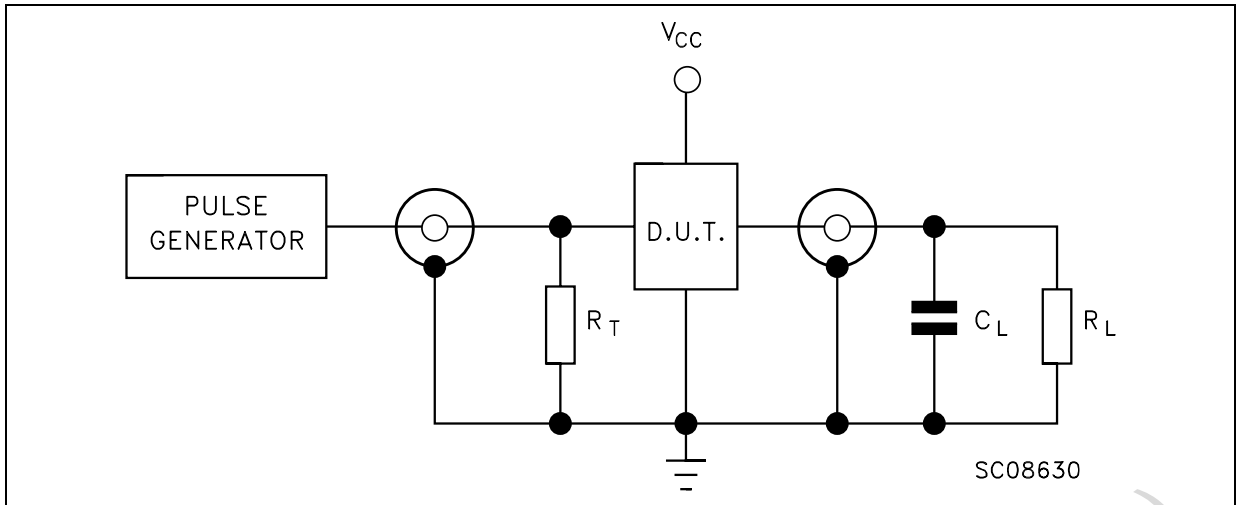 VCC
PULSE
GENERATOR
D.U.T.
RT
CL
RL
SC08630